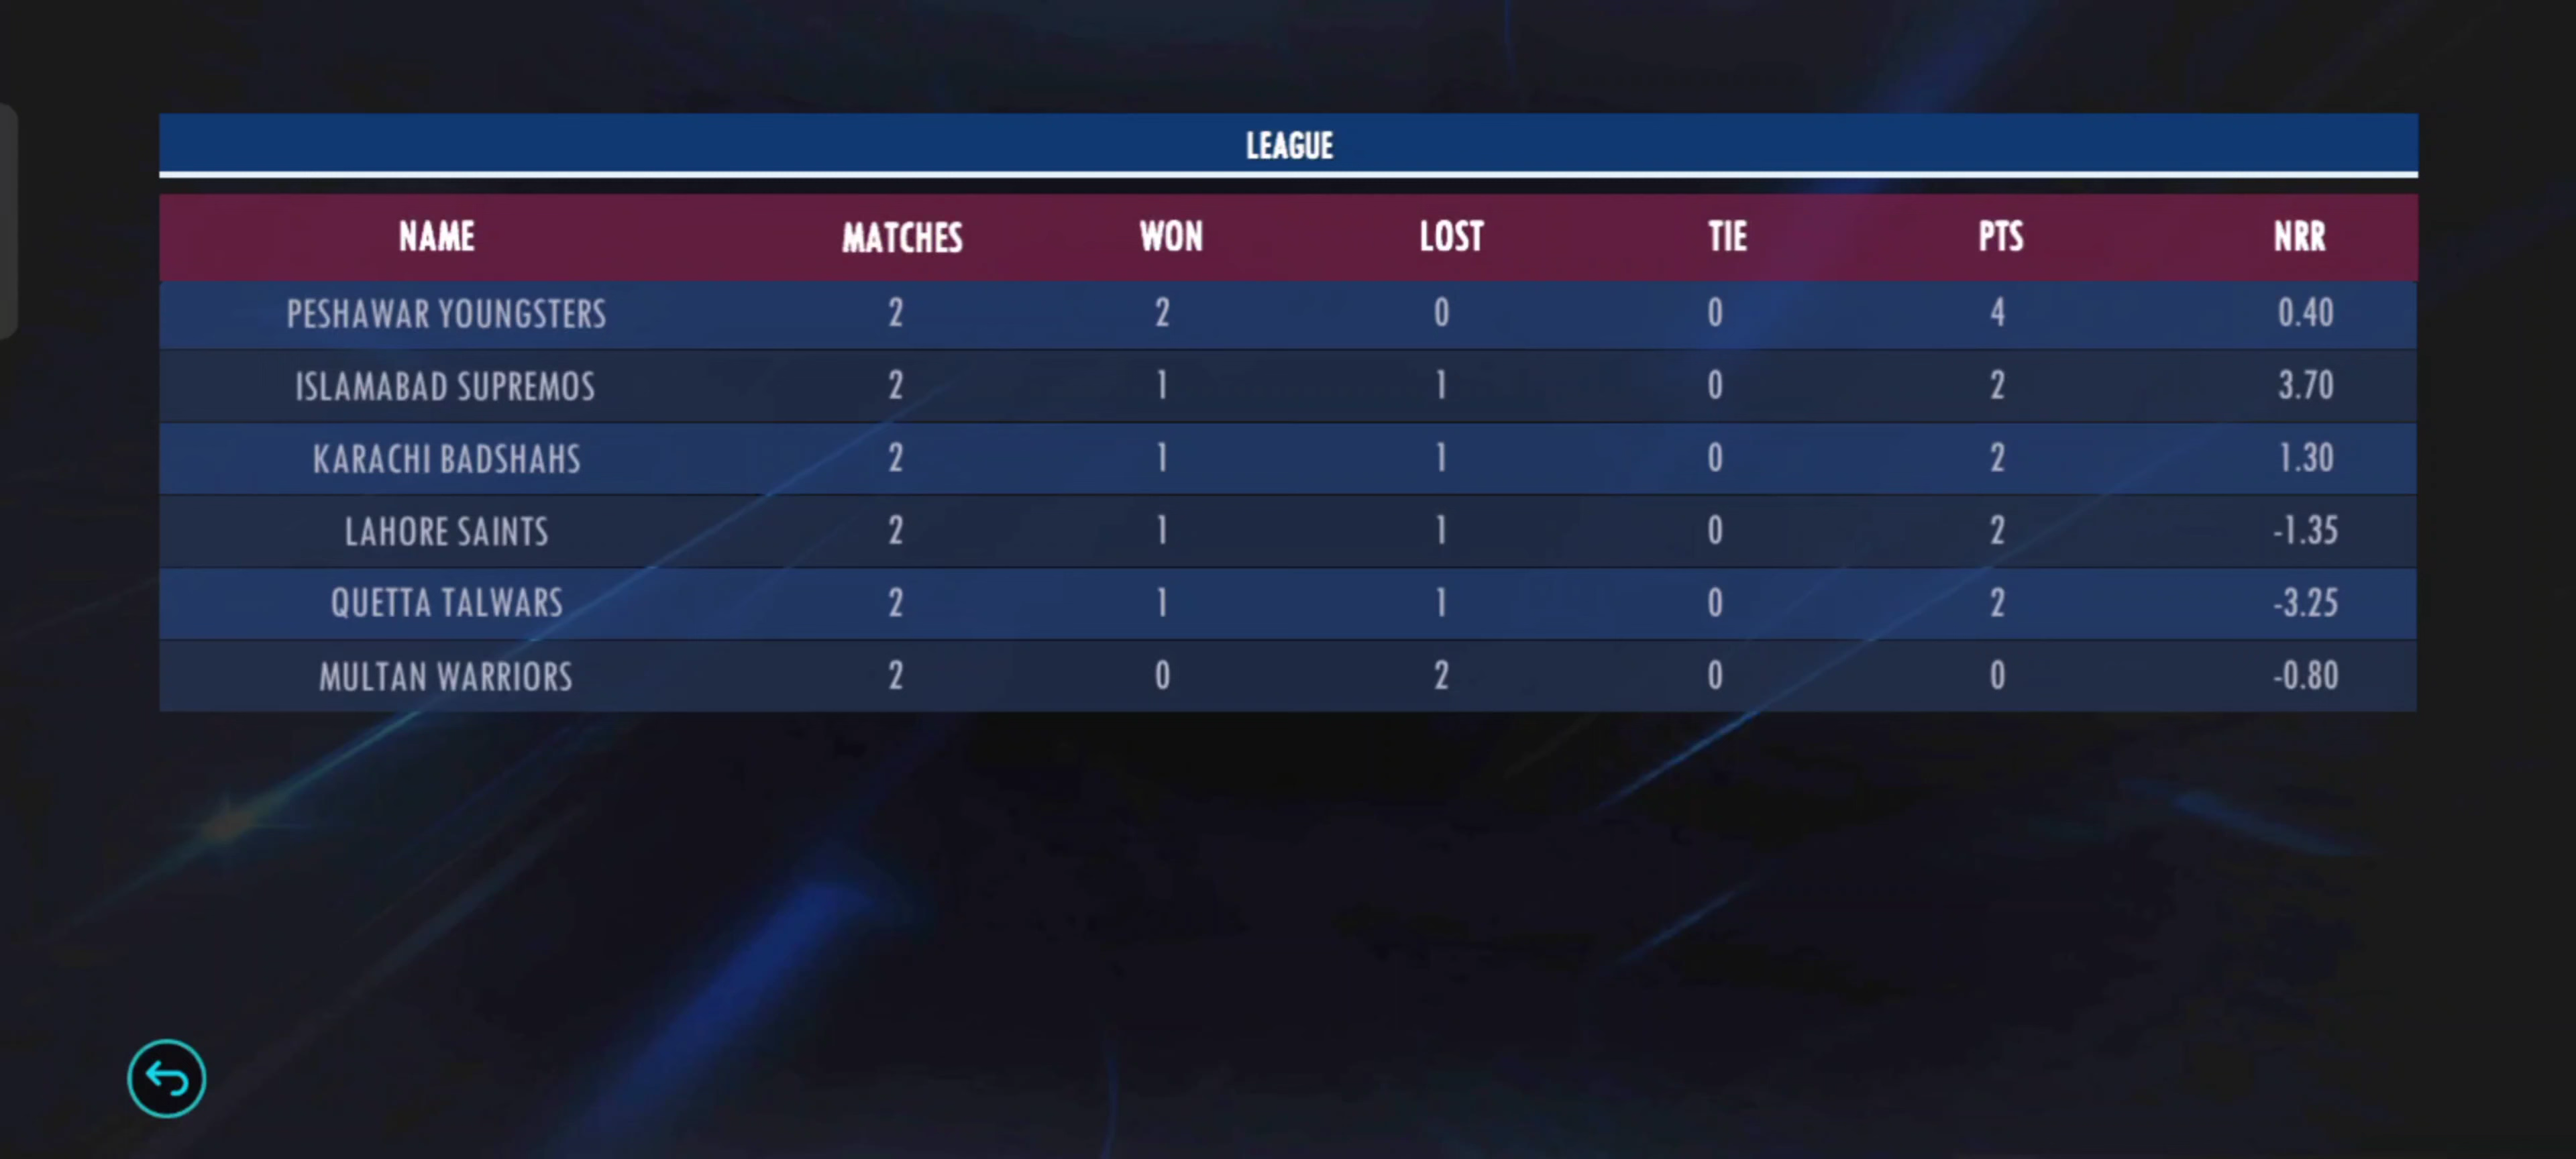 LEAGUE
NAME MATCHES WON LOST TIE PTS NRR
PESHAWAR YOUNGSTERS 2 2 0 0 4 0.40
ISLAMABAD SUPREMOS 2 1 1 0 2 3.70
KARACHI BADSHAHS 2 1 1 0 2 1.30
LAHORE SAINTS 2 1 1 0 2 -1.35
QUETTA TALWARS 2 1 1 0 2 -3.25
MULTAN WARRIORS 2 0 2 0 0 -0.80